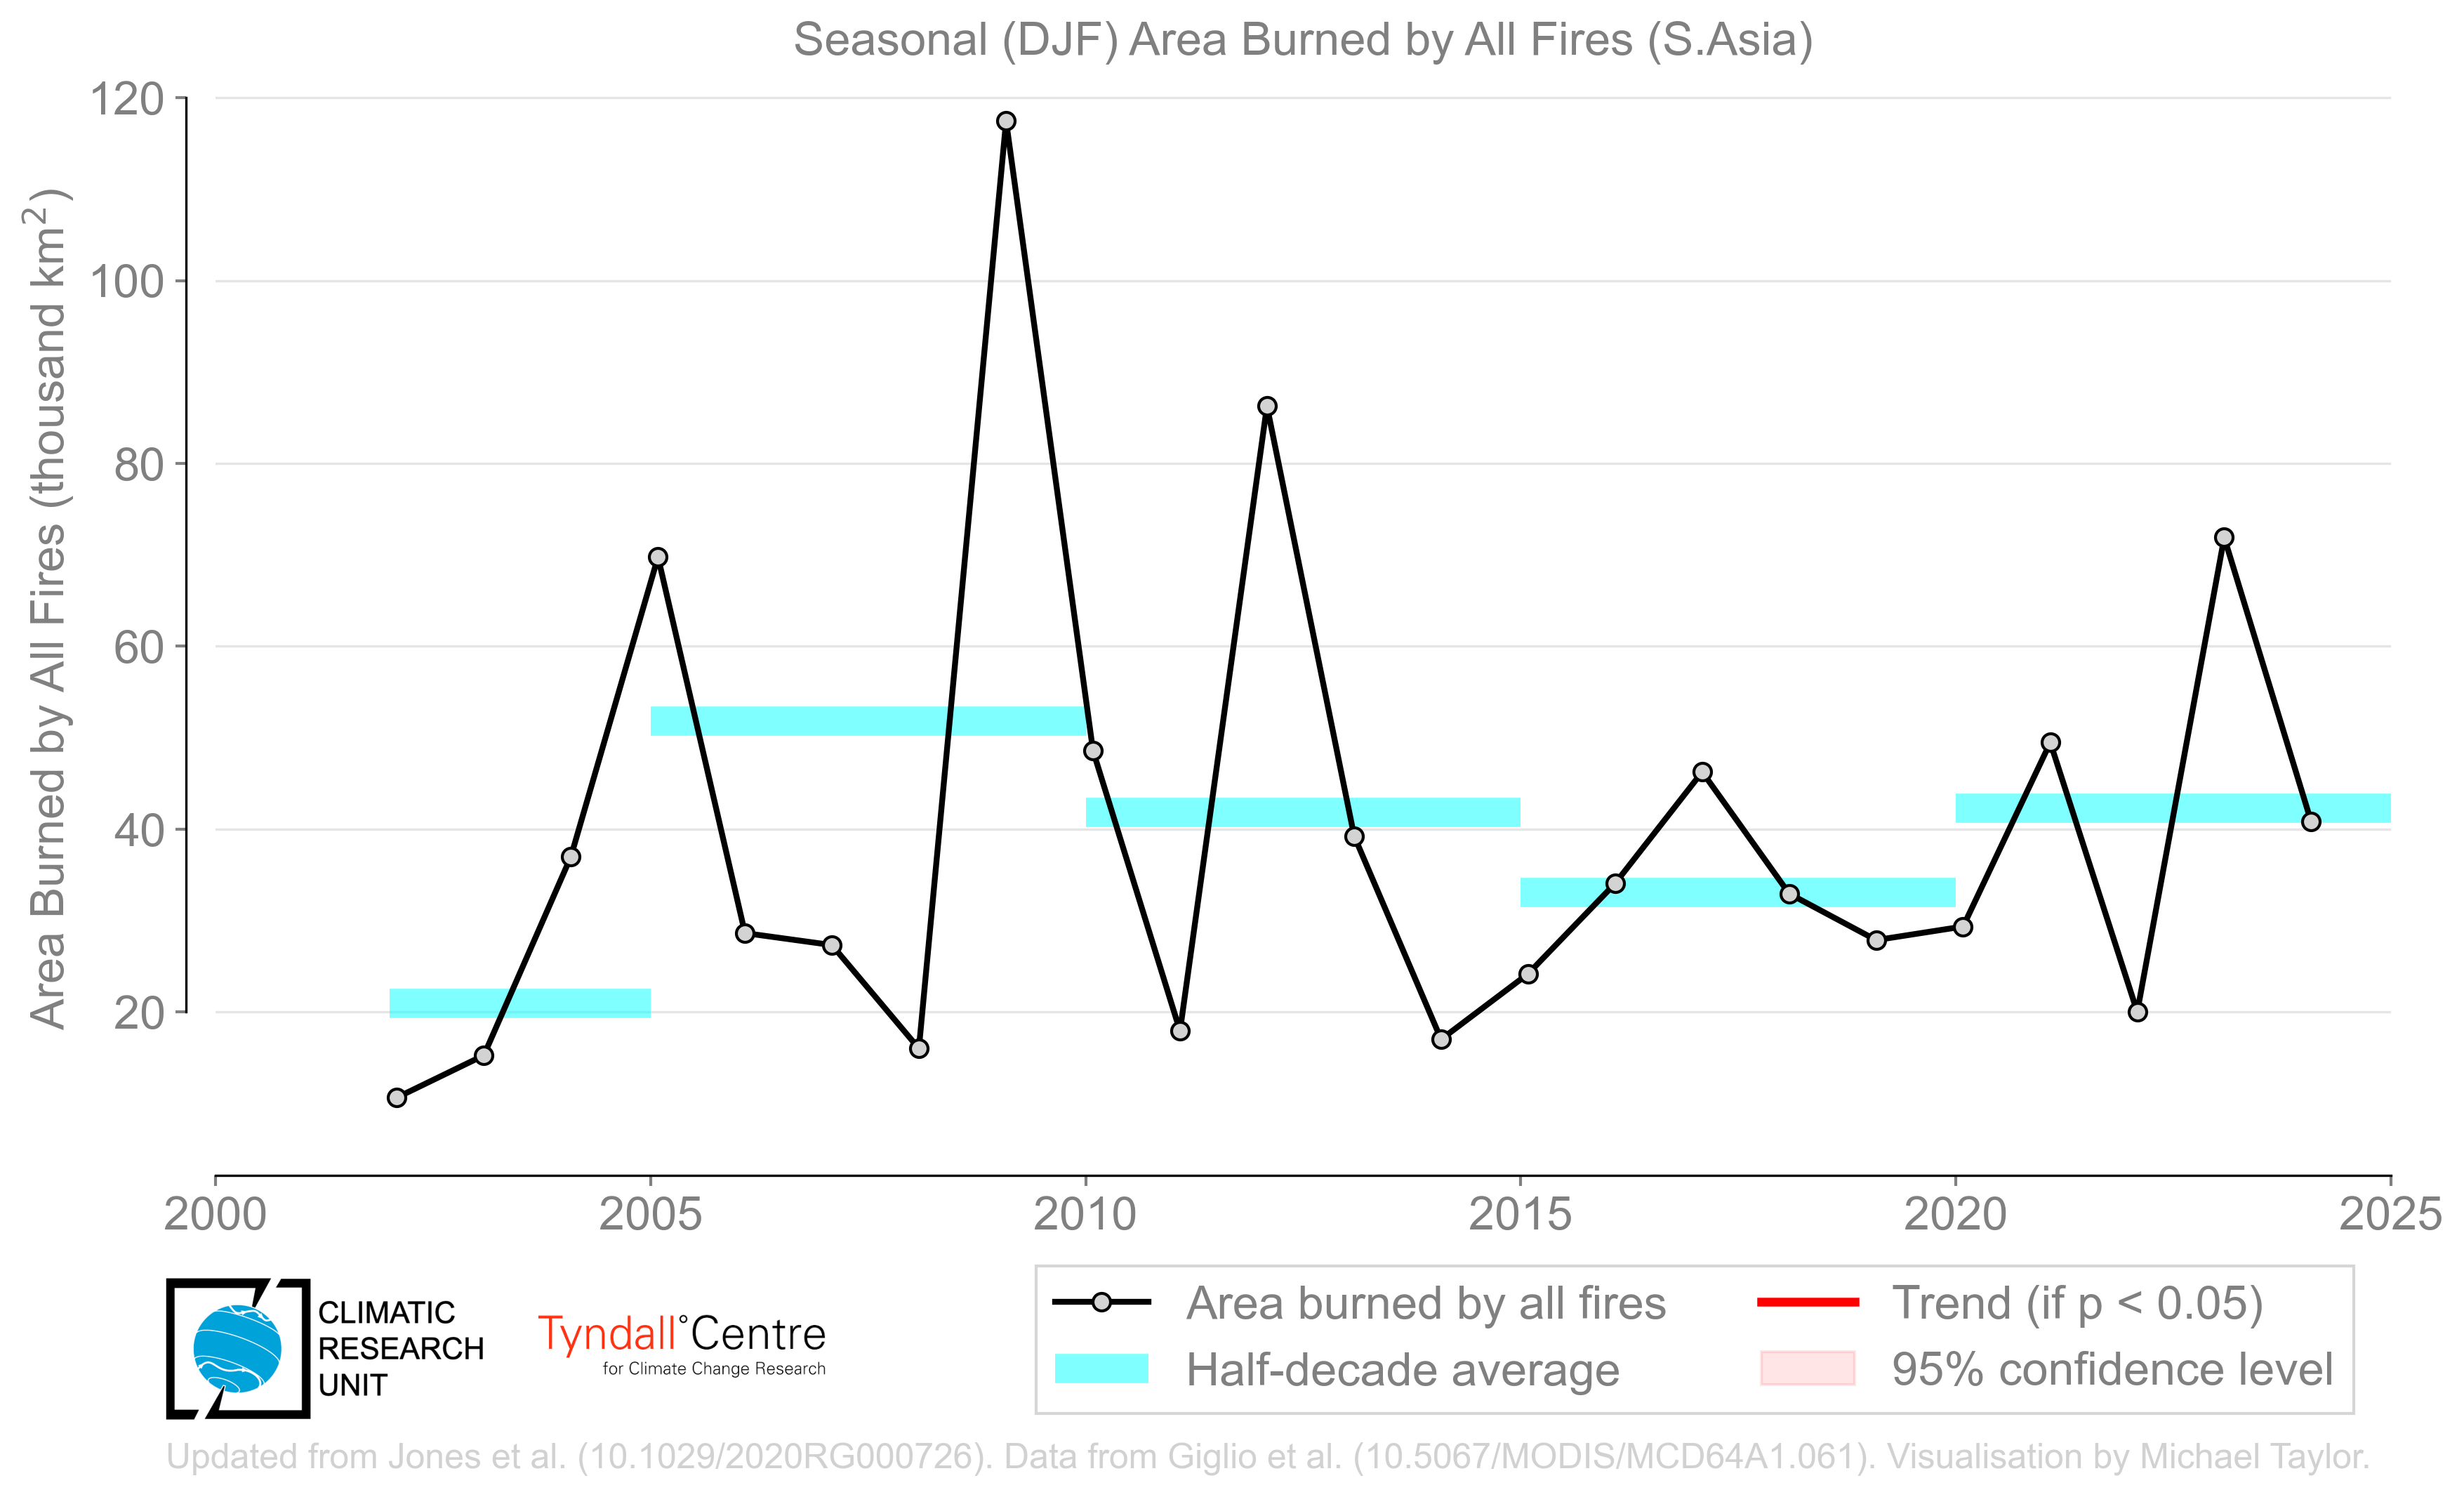 Seasonal (DJF) Area Burned by All Fires (S.Asia)
Area Burned by All Fires (thousand km²)
120
100
80
60
40
20
2000 2005 2010 2015 2020 2025
Area burned by all fires
Half-decade average
Trend (if p < 0.05)
95% confidence level
CLIMATIC
RESEARCH
UNIT
Tyndall°Centre
for Climate Change Research
Updated from Jones et al. (10.1029/2020RG000726). Data from Giglio et al. (10.5067/MODIS/MCD64A1.061). Visualisation by Michael Taylor.